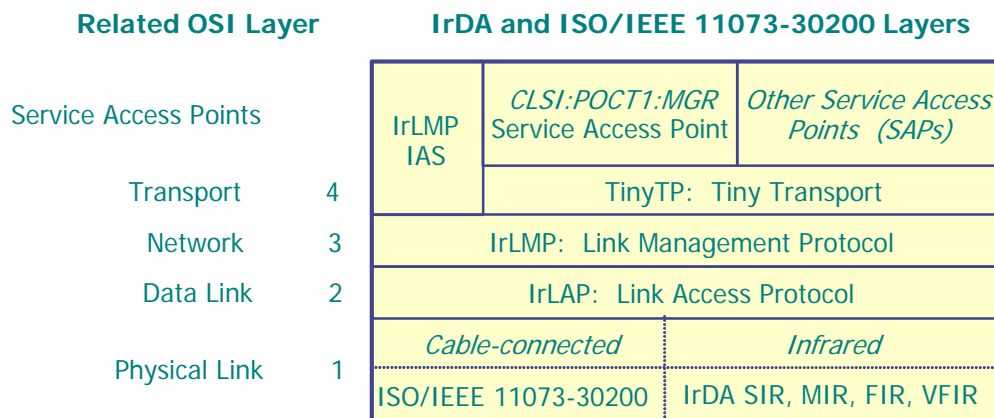 Related OSI Layer
IrDA and ISO/IEEE 11073-30200 Layers
Service Access Points
IrLMP
IAS
CLSI:POCT1:MGR
Service Access Point
Other Service Access
Points (SAPs)
Transport 4
TinyTP: Tiny Transport
Network 3
IrLMP: Link Management Protocol
Data Link 2
IrLAP: Link Access Protocol
Physical Link 1
Cable-connected
Infrared
ISO/IEEE 11073-30200
IrDA SIR, MIR, FIR, VFIR